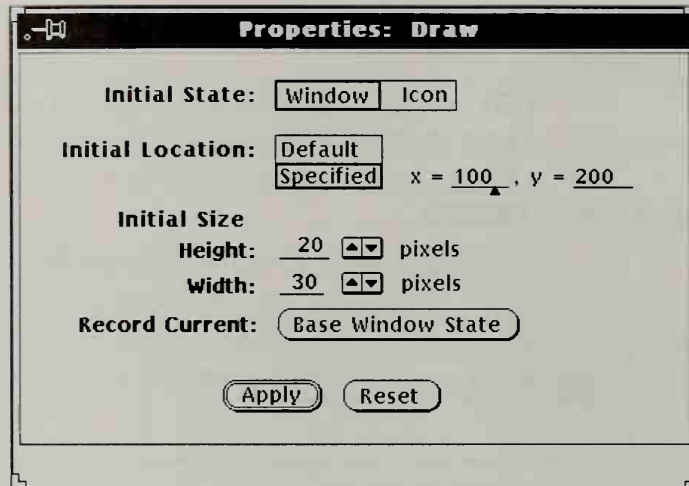 Properties: Draw
Initial State: Window Icon
Initial Location: Default
Specified x = 100 , y = 200
Initial Size
Height: 20 pixels
Width: 30 pixels
Record Current: Base Window State
Apply Reset